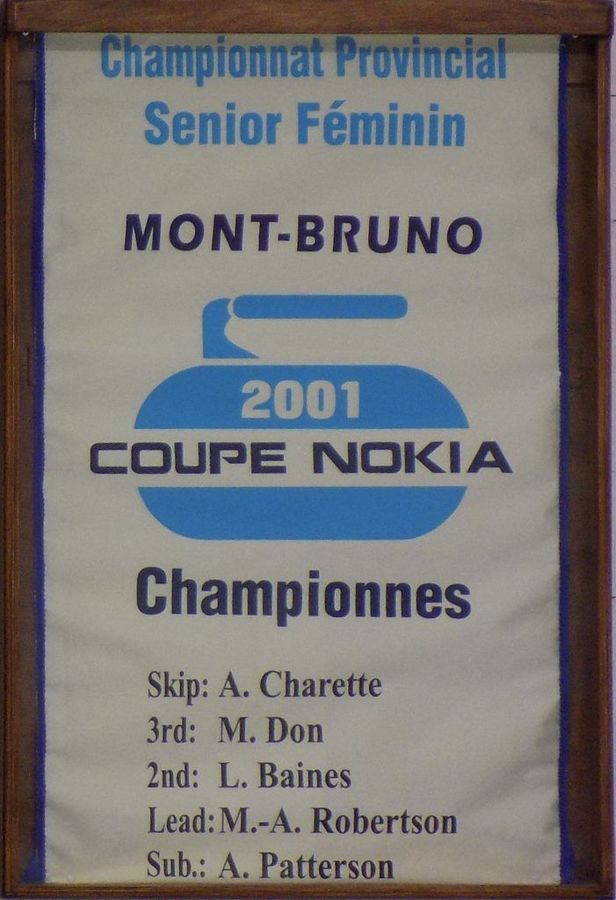 Championnat Provincial
Senior Féminin
MONT-BRUNO
2001
COUPE NOKIA
Championnes
Skip: A. Charette
3rd: M. Don
2nd: L. Baines
Lead: M.-A. Robertson
Sub.: A. Patterson